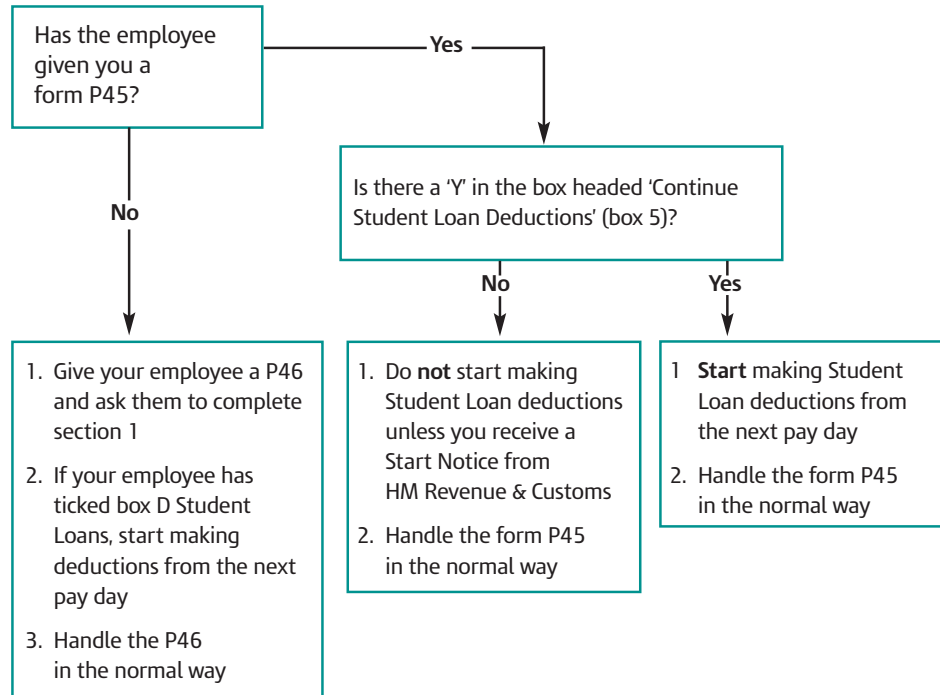 Has the employee
given you a
form P45?
Yes
Is there a ‘Y’ in the box headed ‘Continue
Student Loan Deductions’ (box 5)?
No
No
Yes
1. Give your employee a P46
and ask them to complete
section 1
2. If your employee has
ticked box D Student
Loans, start making
deductions from the next
pay day
3. Handle the P46
in the normal way
1. Do not start making
Student Loan deductions
unless you receive a
Start Notice from
HM Revenue & Customs
2. Handle the form P45
in the normal way
1 Start making Student
Loan deductions from
the next pay day
2. Handle the form P45
in the normal way